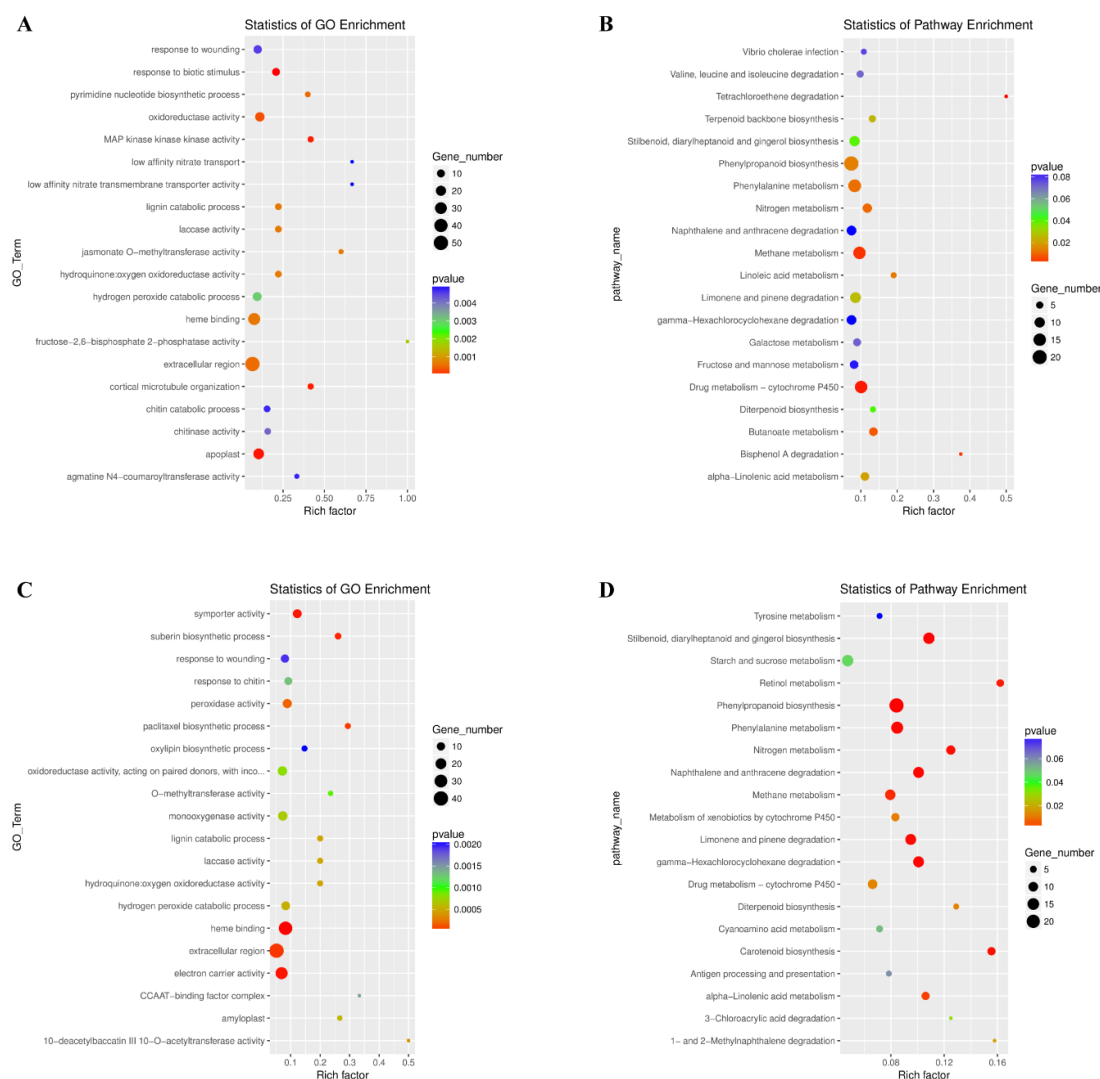 A
Statistics of GO Enrichment
response to wounding
response to biotic stimulus
pyrimidine nucleotide biosynthetic process
oxidoreductase activity
MAP kinase kinase kinase activity
low affinity nitrate transport
low affinity nitrate transmembrane transporter activity
lignin catabolic process
laccase activity
jasmonate O−methyltransferase activity
hydroquinone:oxygen oxidoreductase activity
hydrogen peroxide catabolic process
heme binding
fructose−2,6−bisphosphate 2−phosphatase activity
extracellular region
cortical microtubule organization
chitin catabolic process
chitinase activity
apoplast
agmatine N4−coumaroyltransferase activity
GO_Term
0.25 0.50 0.75 1.00
Rich factor
Gene_number
10
20
30
40
50
pvalue
0.004
0.003
0.002
0.001
B
Statistics of Pathway Enrichment
Vibrio cholerae infection
Valine, leucine and isoleucine degradation
Tetrachloroethene degradation
Terpenoid backbone biosynthesis
Stilbenoid, diarylheptanoid and gingerol biosynthesis
Phenylpropanoid biosynthesis
Phenylalanine metabolism
Nitrogen metabolism
Naphthalene and anthracene degradation
Methane metabolism
Linoleic acid metabolism
Limonene and pinene degradation
gamma−Hexachlorocyclohexane degradation
Galactose metabolism
Fructose and mannose metabolism
Drug metabolism − cytochrome P450
Diterpenoid biosynthesis
Butanoate metabolism
Bisphenol A degradation
alpha−Linolenic acid metabolism
pathway_name
0.1 0.2 0.3 0.4 0.5
Rich factor
pvalue
0.08
0.06
0.04
0.02
Gene_number
5
10
15
20
C
Statistics of GO Enrichment
symporter activity
suberin biosynthetic process
response to wounding
response to chitin
peroxidase activity
paclitaxel biosynthetic process
oxylipin biosynthetic process
oxidoreductase activity, acting on paired donors, with inco...
O−methyltransferase activity
monooxygenase activity
lignin catabolic process
laccase activity
hydroquinone:oxygen oxidoreductase activity
hydrogen peroxide catabolic process
heme binding
extracellular region
electron carrier activity
CCAAT−binding factor complex
amyloplast
10−deacetylbaccatin III 10−O−acetyltransferase activity
GO_Term
0.1 0.2 0.3 0.4 0.5
Rich factor
Gene_number
10
20
30
40
pvalue
0.0020
0.0015
0.0010
0.0005
D
Statistics of Pathway Enrichment
Tyrosine metabolism
Stilbenoid, diarylheptanoid and gingerol biosynthesis
Starch and sucrose metabolism
Retinol metabolism
Phenylpropanoid biosynthesis
Phenylalanine metabolism
Nitrogen metabolism
Naphthalene and anthracene degradation
Methane metabolism
Metabolism of xenobiotics by cytochrome P450
Limonene and pinene degradation
gamma−Hexachlorocyclohexane degradation
Drug metabolism − cytochrome P450
Diterpenoid biosynthesis
Cyanoamino acid metabolism
Carotenoid biosynthesis
Antigen processing and presentation
alpha−Linolenic acid metabolism
3−Chloroacrylic acid degradation
1− and 2−Methylnaphthalene degradation
pathway_name
0.08 0.12 0.16
Rich factor
pvalue
0.06
0.04
0.02
Gene_number
5
10
15
20